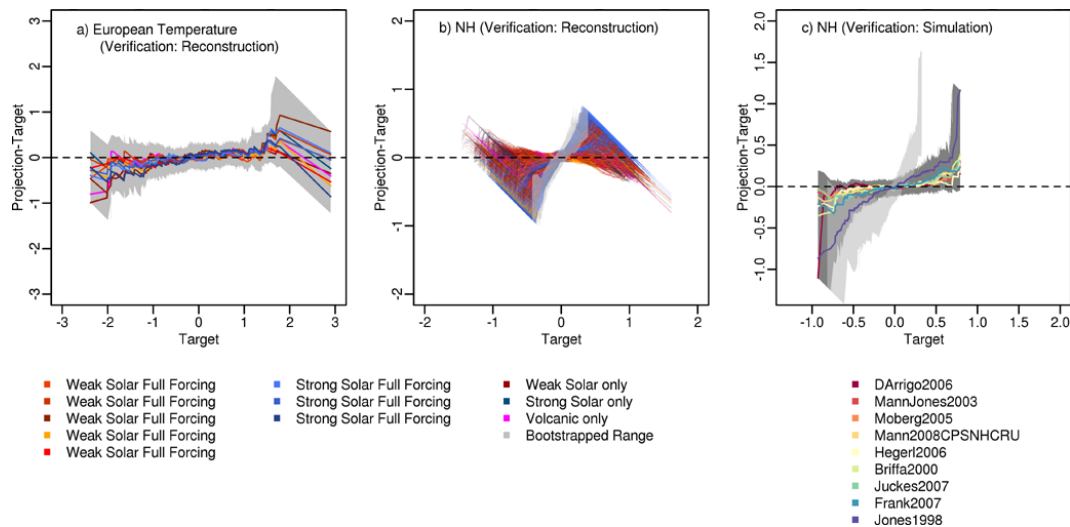 a) European Temperature
(Verification: Reconstruction)
b) NH (Verification: Reconstruction)
c) NH (Verification: Simulation)
Projection-Target
3
2
1
0
-1
-2
-3
-3 -2 -1 0 1 2 3
Target
Projection-Target
2
1
0
-1
-2
-2 -1 0 1 2
Target
Projection-Target
1.0
0.5
0.0
-0.5
-1.0
-1.0 -0.5 0.0 0.5 1.0 1.5 2.0
Target
Weak Solar Full Forcing
Weak Solar Full Forcing
Weak Solar Full Forcing
Weak Solar Full Forcing
Weak Solar Full Forcing
Strong Solar Full Forcing
Strong Solar Full Forcing
Strong Solar Full Forcing
Weak Solar only
Strong Solar only
Volcanic only
Bootstrapped Range
DArrigo2006
MannJones2003
Moberg2005
Mann2008CPSNHCRU
Hegerl2006
Briffa2000
Juckes2007
Frank2007
Jones1998